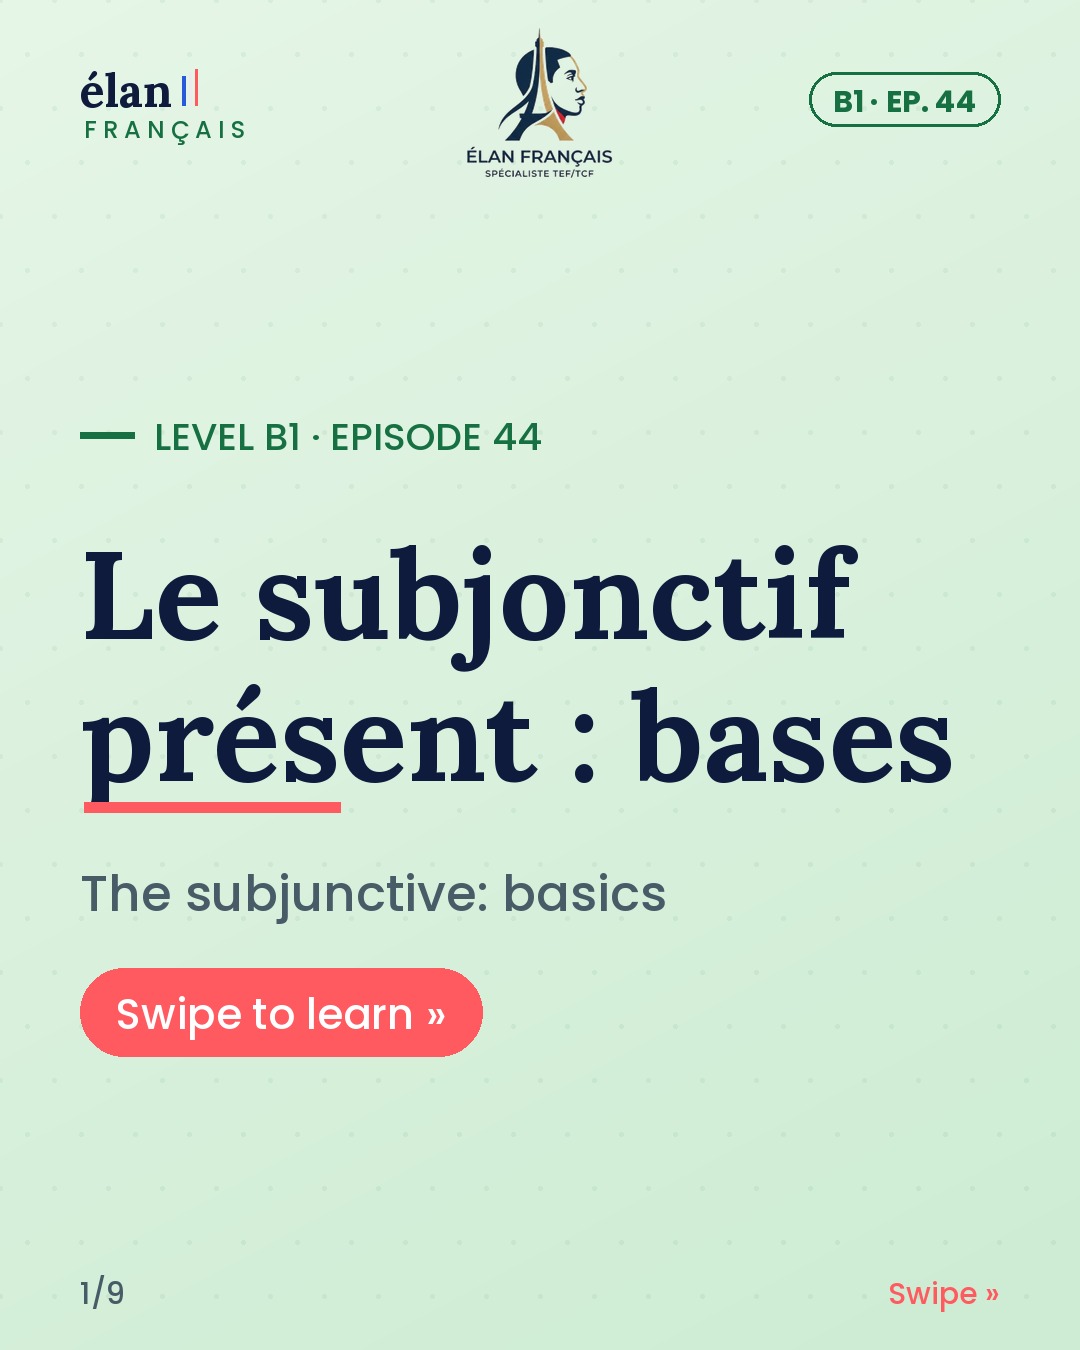 élan
FRANÇAIS
ÉLAN FRANÇAIS
SPÉCIALISTE TEF/TCF
B1 · EP. 44
LEVEL B1 · EPISODE 44
Le subjonctif
présent : bases
The subjunctive: basics
Swipe to learn »
1/9
Swipe »